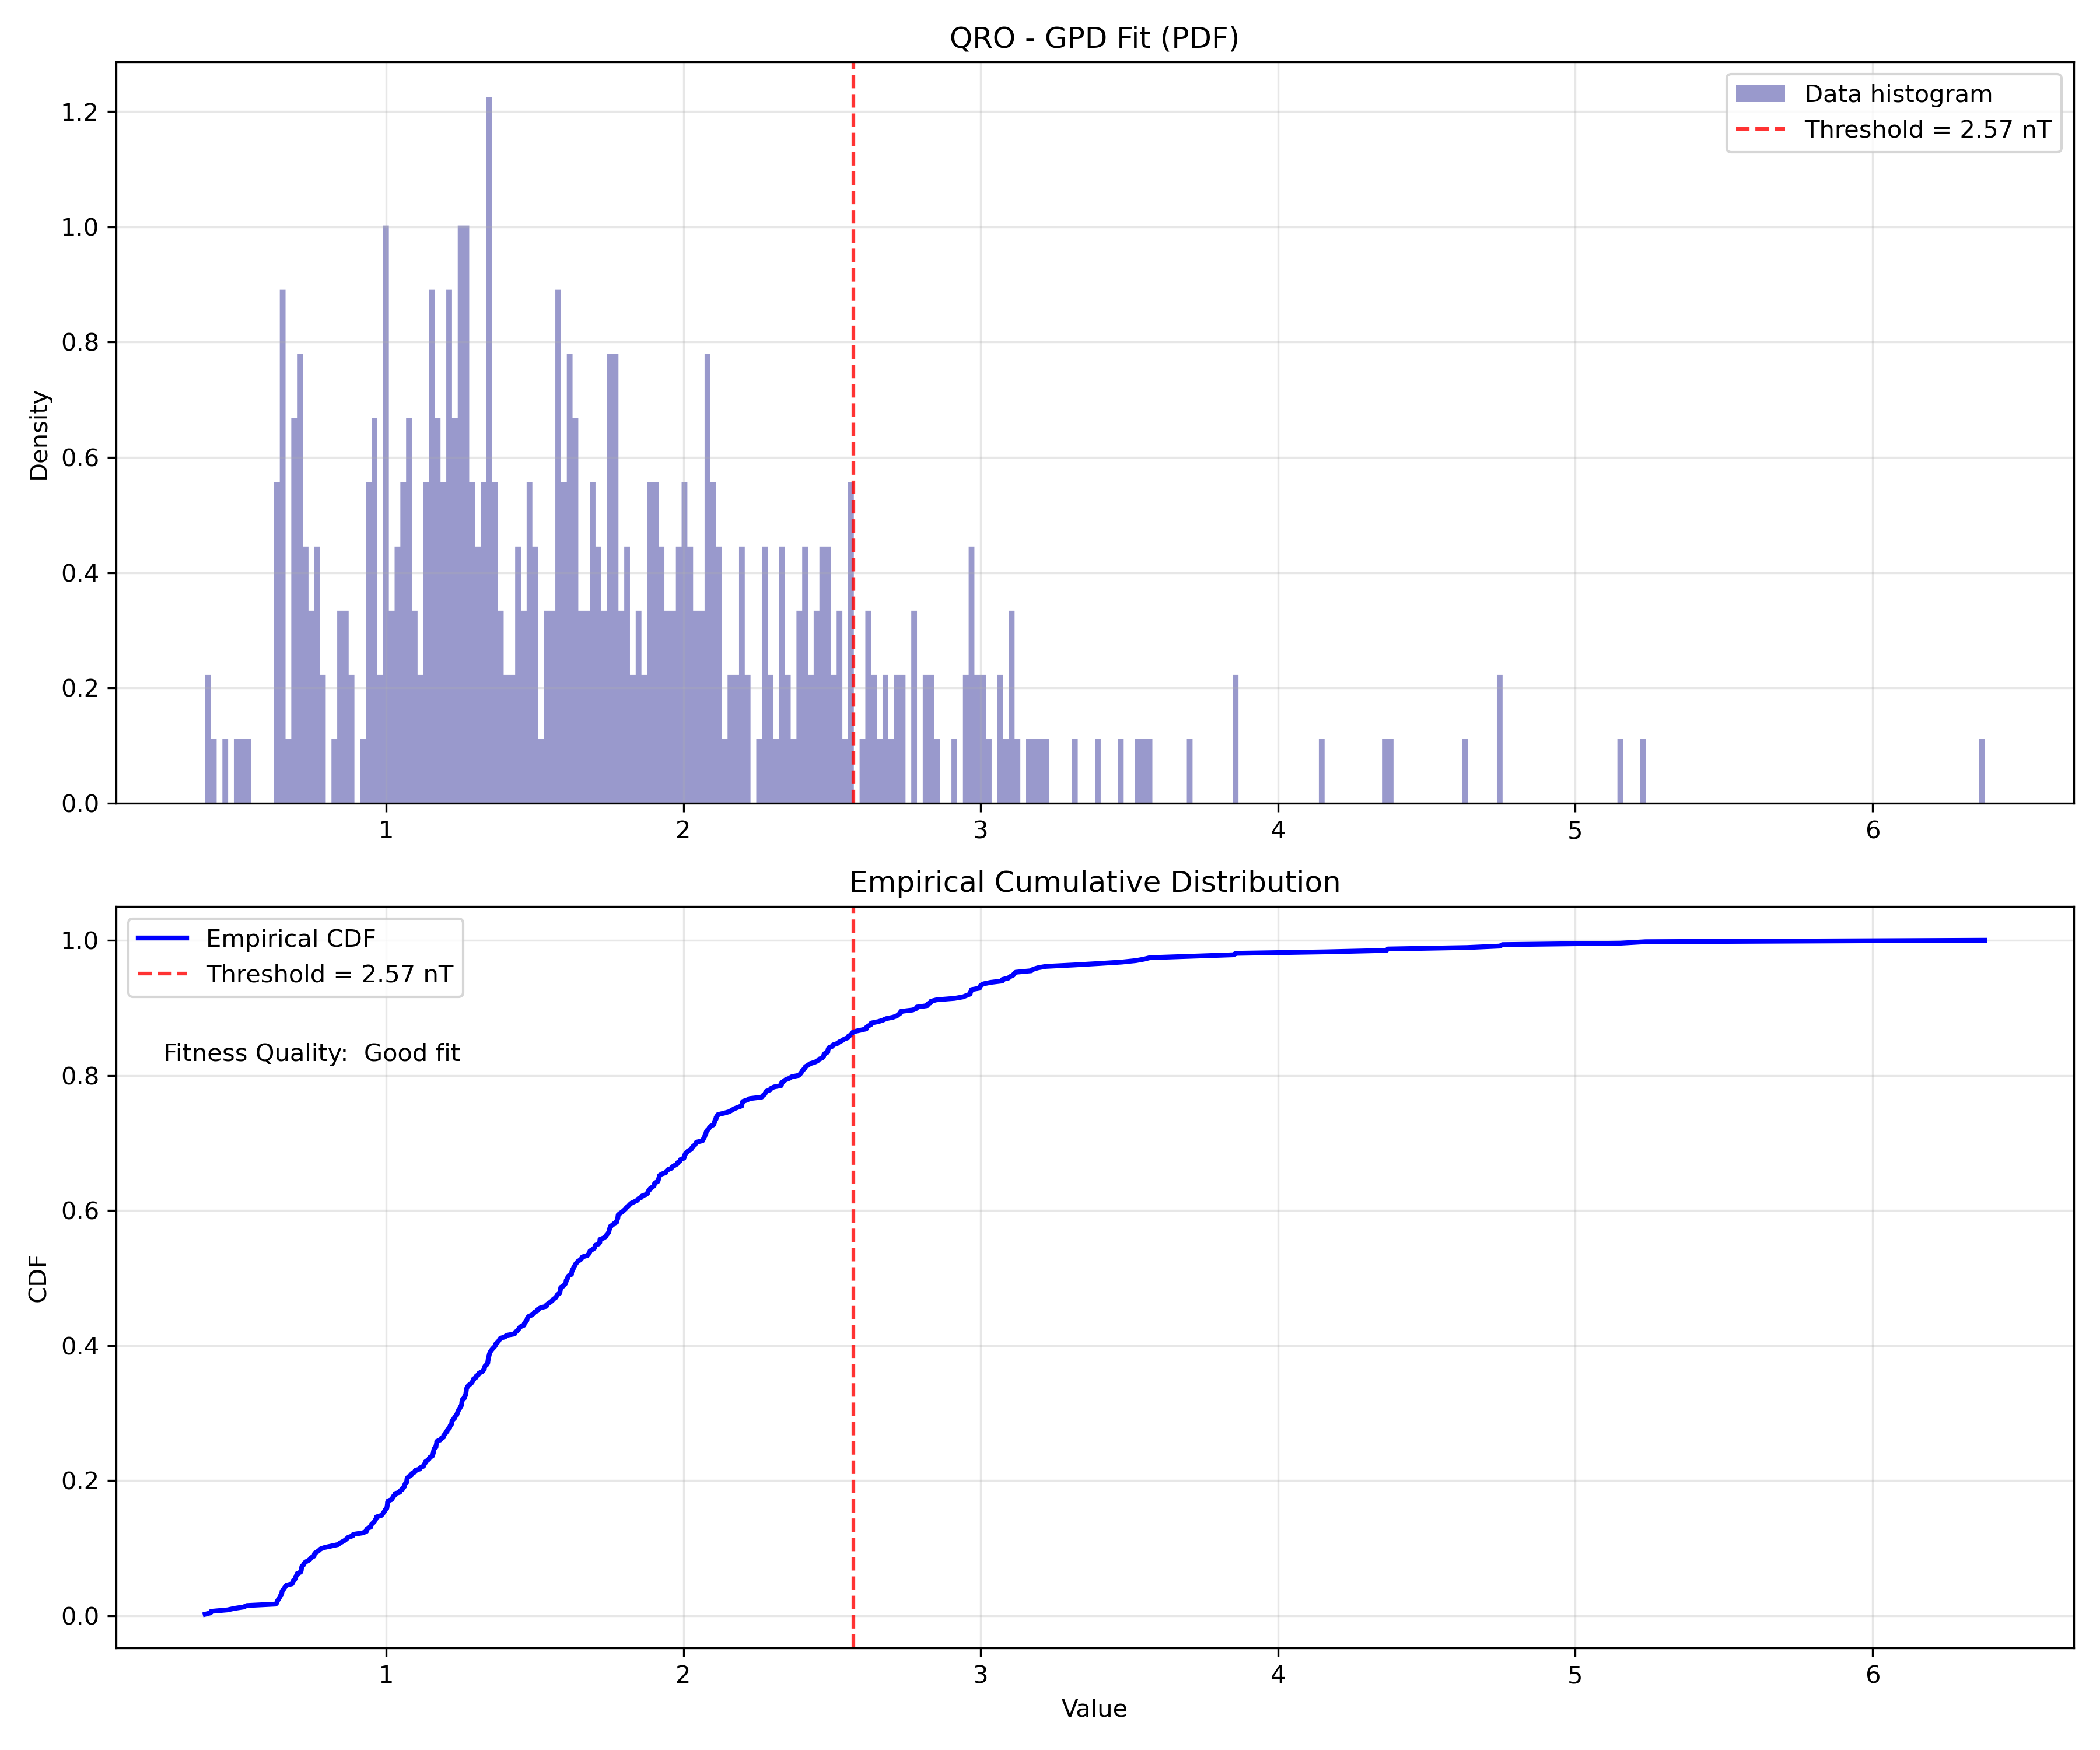 QRO - GPD Fit (PDF)
Data histogram
Threshold = 2.57 nT
Density
1.2
1.0
0.8
0.6
0.4
0.2
0.0
1 2 3 4 5 6
Empirical Cumulative Distribution
Empirical CDF
Threshold = 2.57 nT
Fitness Quality:  Good fit
CDF
1.0
0.8
0.6
0.4
0.2
0.0
1 2 3 4 5 6
Value